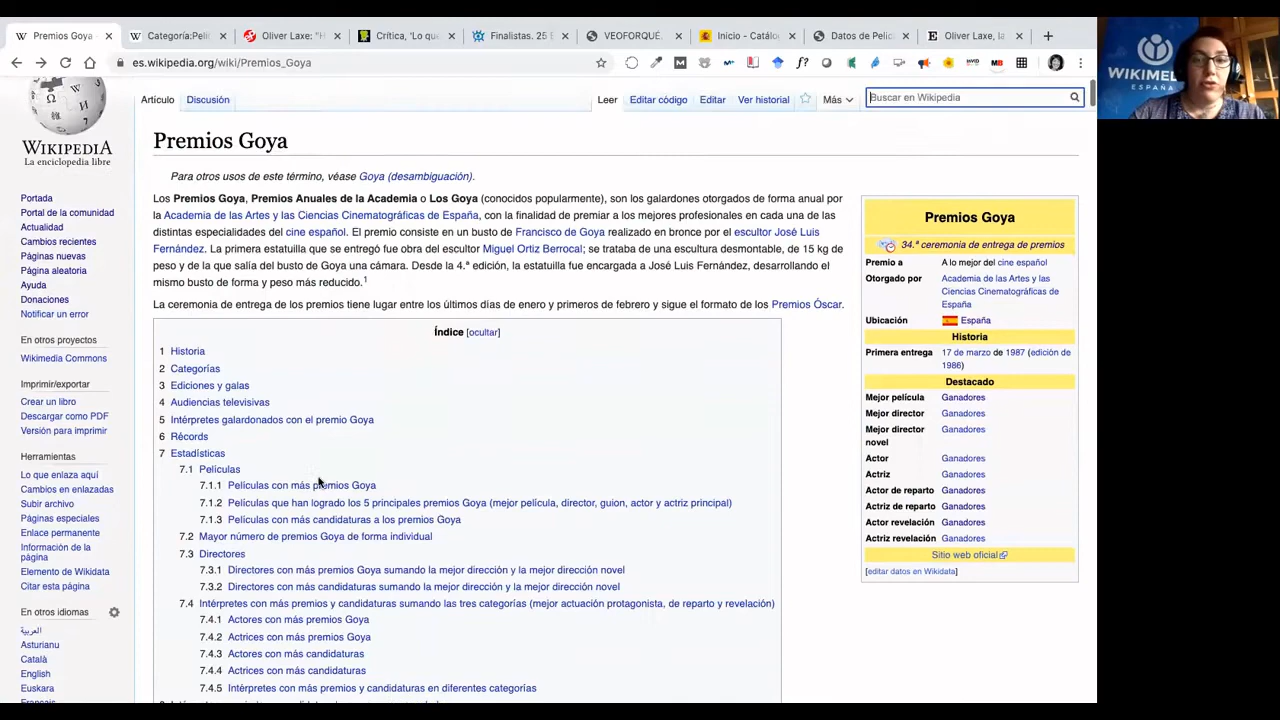 Premios Goya -
Categoría:Pelí
Oliver Laxe: "H
Crítica, 'Lo que
Finalistas. 25 E
VEOFORQUÉ.
Inicio - Catálog
Datos de Pelíc
Oliver Laxe, la
es.wikipedia.org/wiki/Premios_Goya
WIKIPEDIA
La enciclopedia libre
Portada
Portal de la comunidad
Actualidad
Cambios recientes
Páginas nuevas
Página aleatoria
Ayuda
Donaciones
Notificar un error
En otros proyectos
Wikimedia Commons
Imprimir/exportar
Crear un libro
Descargar como PDF
Versión para imprimir
Herramientas
Lo que enlaza aquí
Cambios en enlazadas
Subir archivo
Páginas especiales
Enlace permanente
Información de la
página
Elemento de Wikidata
Citar esta página
En otros idiomas
العربية
Asturianu
Català
English
Euskara
Français
Artículo Discusión
Leer Editar código Editar Ver historial Más
Buscar en Wikipedia
Premios Goya
Para otros usos de este término, véase Goya (desambiguación).
Los Premios Goya, Premios Anuales de la Academia o Los Goya (conocidos popularmente), son los galardones otorgados de forma anual por
la Academia de las Artes y las Ciencias Cinematográficas de España, con la finalidad de premiar a los mejores profesionales en cada una de las
distintas especialidades del cine español. El premio consiste en un busto de Francisco de Goya realizado en bronce por el escultor José Luis
Fernández. La primera estatuilla que se entregó fue obra del escultor Miguel Ortiz Berrocal; se trataba de una escultura desmontable, de 15 kg de
peso y de la que salía del busto de Goya una cámara. Desde la 4.ª edición, la estatuilla fue encargada a José Luis Fernández, desarrollando el
mismo busto de forma y peso más reducido.1
La ceremonia de entrega de los premios tiene lugar entre los últimos días de enero y primeros de febrero y sigue el formato de los Premios Óscar.
Índice [ocultar]
1 Historia
2 Categorías
3 Ediciones y galas
4 Audiencias televisivas
5 Intérpretes galardonados con el premio Goya
6 Récords
7 Estadísticas
7.1 Películas
7.1.1 Películas con más premios Goya
7.1.2 Películas que han logrado los 5 principales premios Goya (mejor película, director, guion, actor y actriz principal)
7.1.3 Películas con más candidaturas a los premios Goya
7.2 Mayor número de premios Goya de forma individual
7.3 Directores
7.3.1 Directores con más premios Goya sumando la mejor dirección y la mejor dirección novel
7.3.2 Directores con más candidaturas sumando la mejor dirección y la mejor dirección novel
7.4 Intérpretes con más premios y candidaturas sumando las tres categorías (mejor actuación protagonista, de reparto y revelación)
7.4.1 Actores con más premios Goya
7.4.2 Actrices con más premios Goya
7.4.3 Actores con más candidaturas
7.4.4 Actrices con más candidaturas
7.4.5 Intérpretes con más premios y candidaturas en diferentes categorías
Premios Goya
34.ª ceremonia de entrega de premios
Premio a A lo mejor del cine español
Otorgado por Academia de las Artes y las
Ciencias Cinematográficas de
España
Ubicación España
Historia
Primera entrega 17 de marzo de 1987 (edición de
1986)
Destacado
Mejor película Ganadores
Mejor director Ganadores
Mejor director Ganadores
novel
Actor Ganadores
Actriz Ganadores
Actor de reparto Ganadores
Actriz de reparto Ganadores
Actor revelación Ganadores
Actriz revelación Ganadores
Sitio web oficial
[editar datos en Wikidata]
WIKIME
ESPAÑA